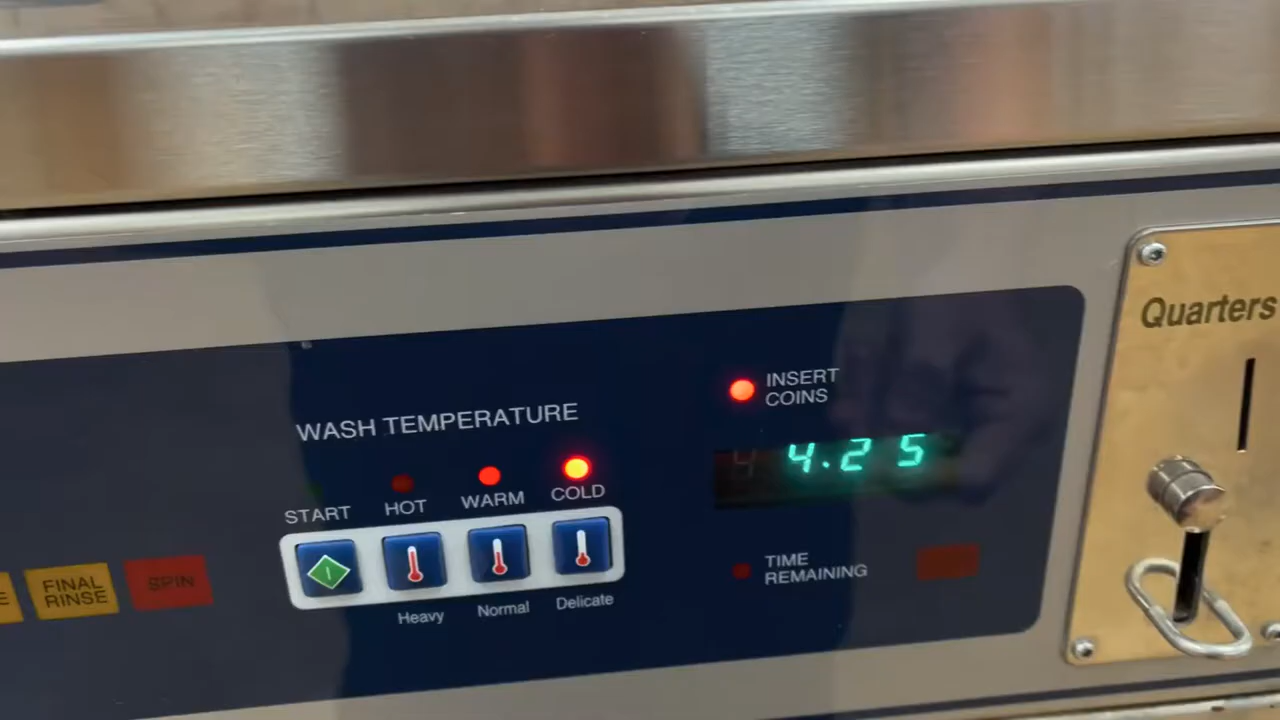 Quarters
INSERT
COINS
WASH TEMPERATURE
4.25
START HOT WARM COLD
TIME
REMAINING
FINAL
RINSE
SPIN
Heavy Normal Delicate